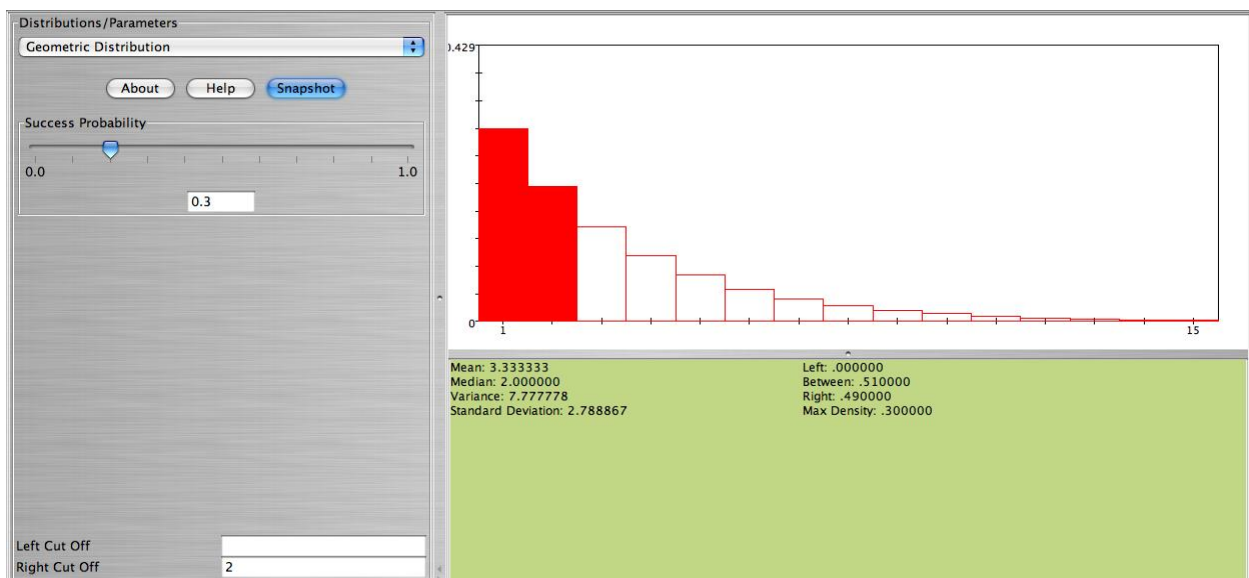 Distributions/Parameters
Geometric Distribution
About Help Snapshot
Success Probability
0.0 1.0
0.3
Left Cut Off
Right Cut Off 2
0.429
0
1 15
Mean: 3.333333
Median: 2.000000
Variance: 7.777778
Standard Deviation: 2.788867
Left: .000000
Between: .510000
Right: .490000
Max Density: .300000